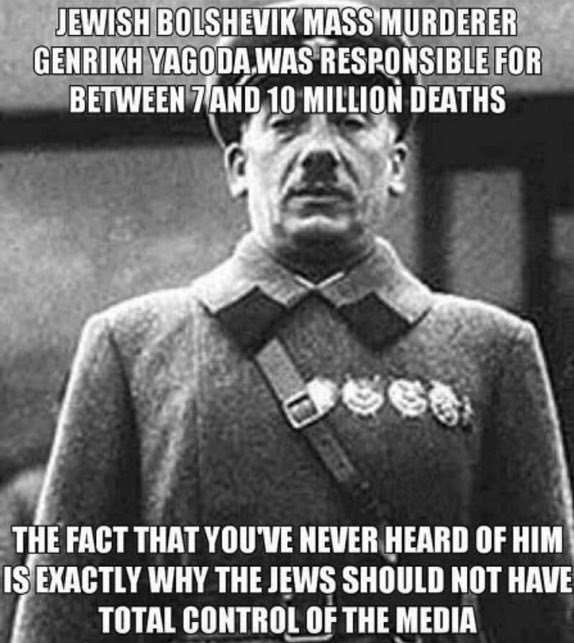 JEWISH BOLSHEVIK MASS MURDERER
GENRIKH YAGODA WAS RESPONSIBLE FOR
BETWEEN 7 AND 10 MILLION DEATHS
THE FACT THAT YOU'VE NEVER HEARD OF HIM
IS EXACTLY WHY THE JEWS SHOULD NOT HAVE
TOTAL CONTROL OF THE MEDIA